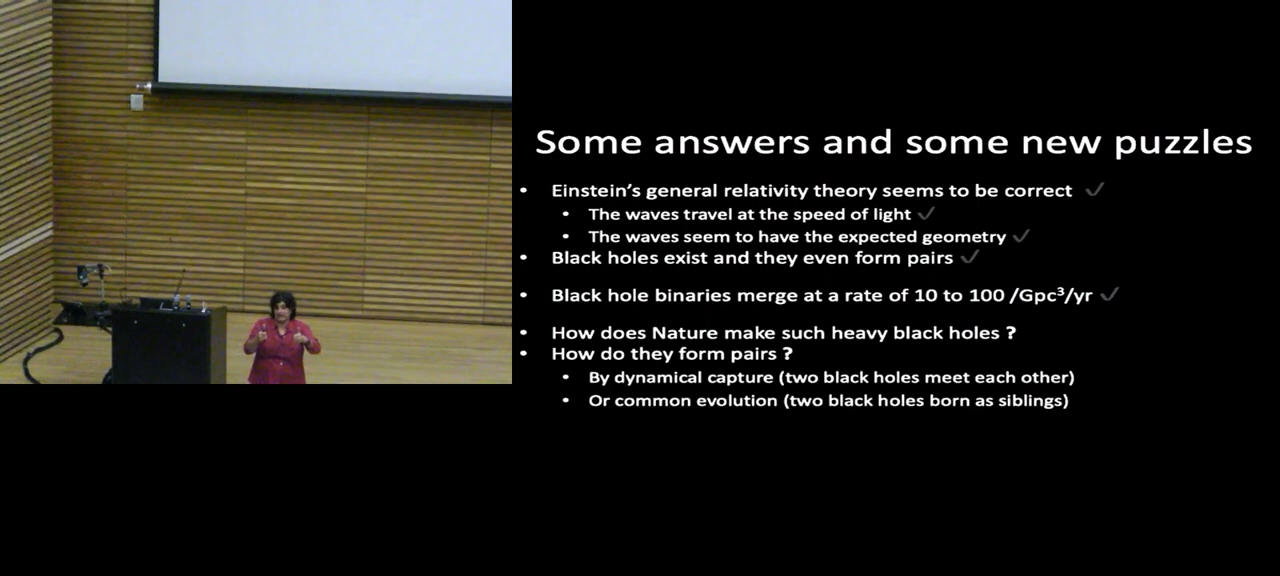 Some answers and some new puzzles
• Einstein's general relativity theory seems to be correct ✓
• The waves travel at the speed of light ✓
• The waves seem to have the expected geometry ✓
• Black holes exist and they even form pairs ✓
• Black hole binaries merge at a rate of 10 to 100 /Gpc³/yr ✓
• How does Nature make such heavy black holes ?
• How do they form pairs ?
• By dynamical capture (two black holes meet each other)
• Or common evolution (two black holes born as siblings)